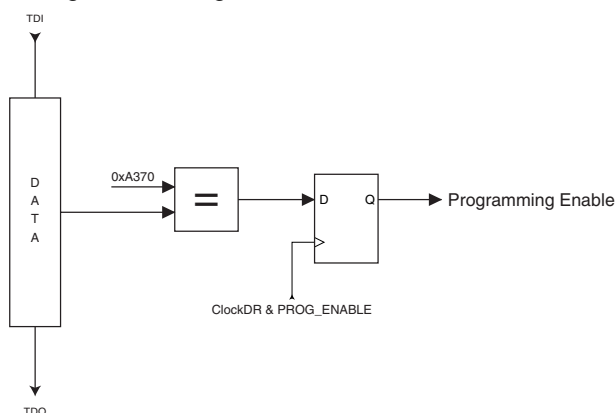 TDI
D
A
T
A
0xA370
=
D Q
Programming Enable
ClockDR & PROG_ENABLE
TDO